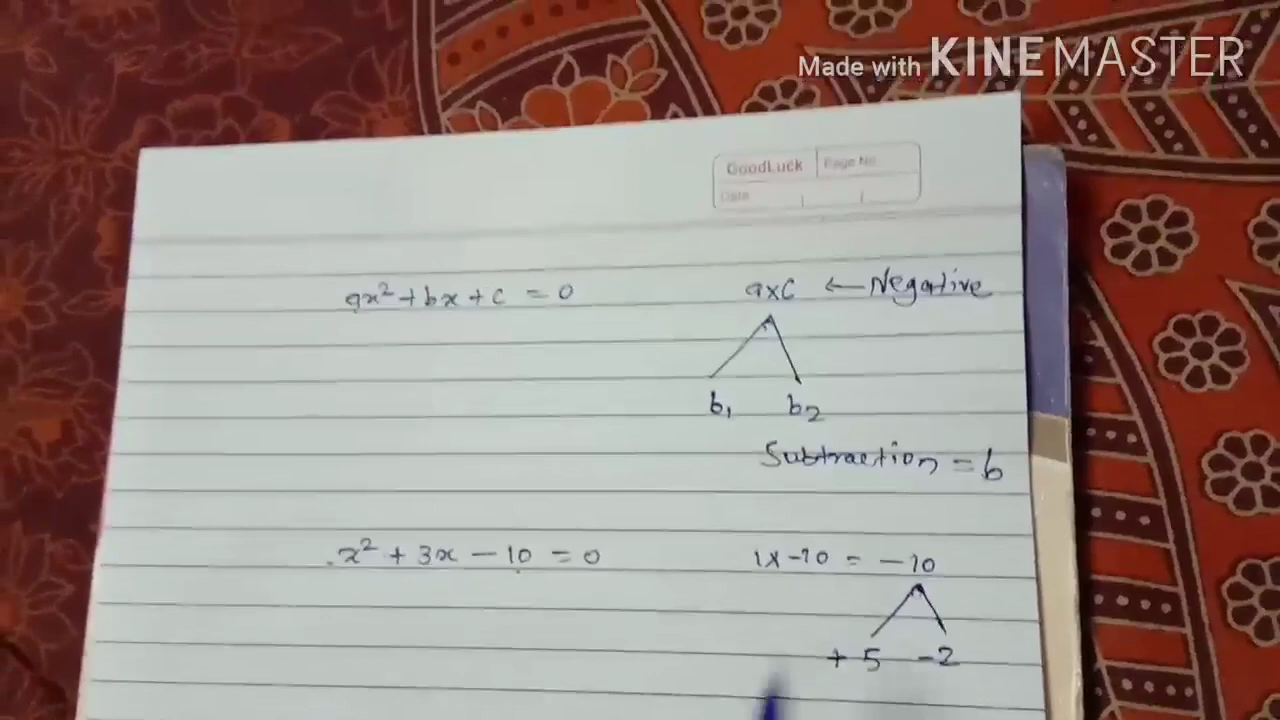 Made with KINEMASTER
GoodLuck Page No.
Date
ax² + bx + c = 0
a×c ← Negative
b₁ b₂
Subtraction = b
x² + 3x - 10 = 0
1×-10 = -10
+5 -2